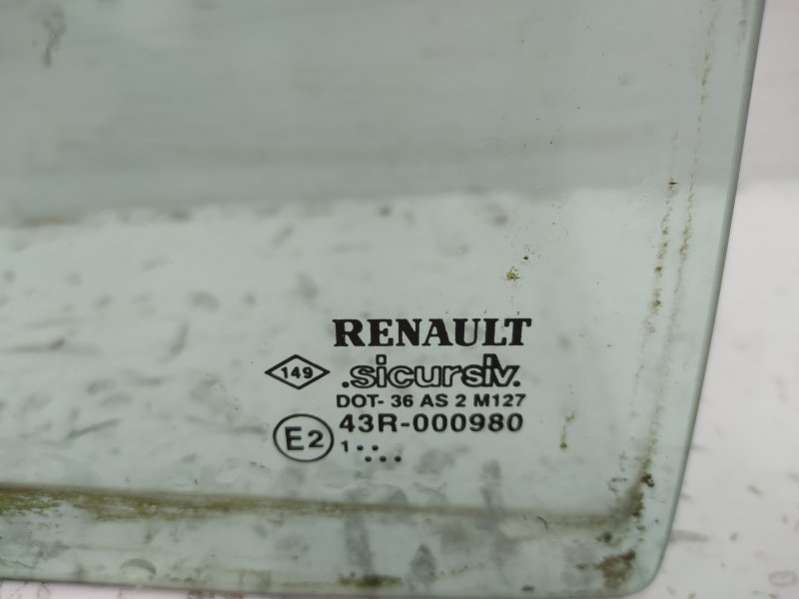 RENAULT
149 .sicursiv.
DOT- 36 AS 2 M127
E2 43R-000980
1